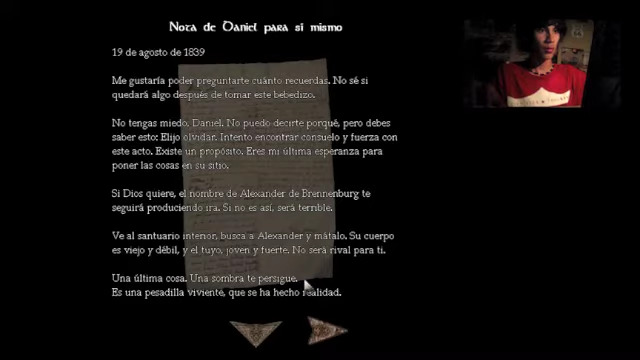 Nota de Daniel para sí mismo
19 de agosto de 1839
Me gustaría poder preguntarte cuánto recuerdas. No sé si
quedará algo después de tomar este bebedizo.
No tengas miedo, Daniel. No puedo decirte porqué, pero debes
saber esto: Elijo olvidar. Intento encontrar consuelo y fuerza con
este acto. Existe un propósito. Eres mi última esperanza para
poner las cosas en su sitio.
Si Dios quiere, el nombre de Alexander de Brennenburg te
seguirá produciendo ira. Si no es así, será terrible.
Ve al santuario interior, busca a Alexander y mátalo. Su cuerpo
es viejo y débil, y el tuyo, joven y fuerte. No será rival para ti.
Una última cosa. Una sombra te persigue.
Es una pesadilla viviente, que se ha hecho realidad.